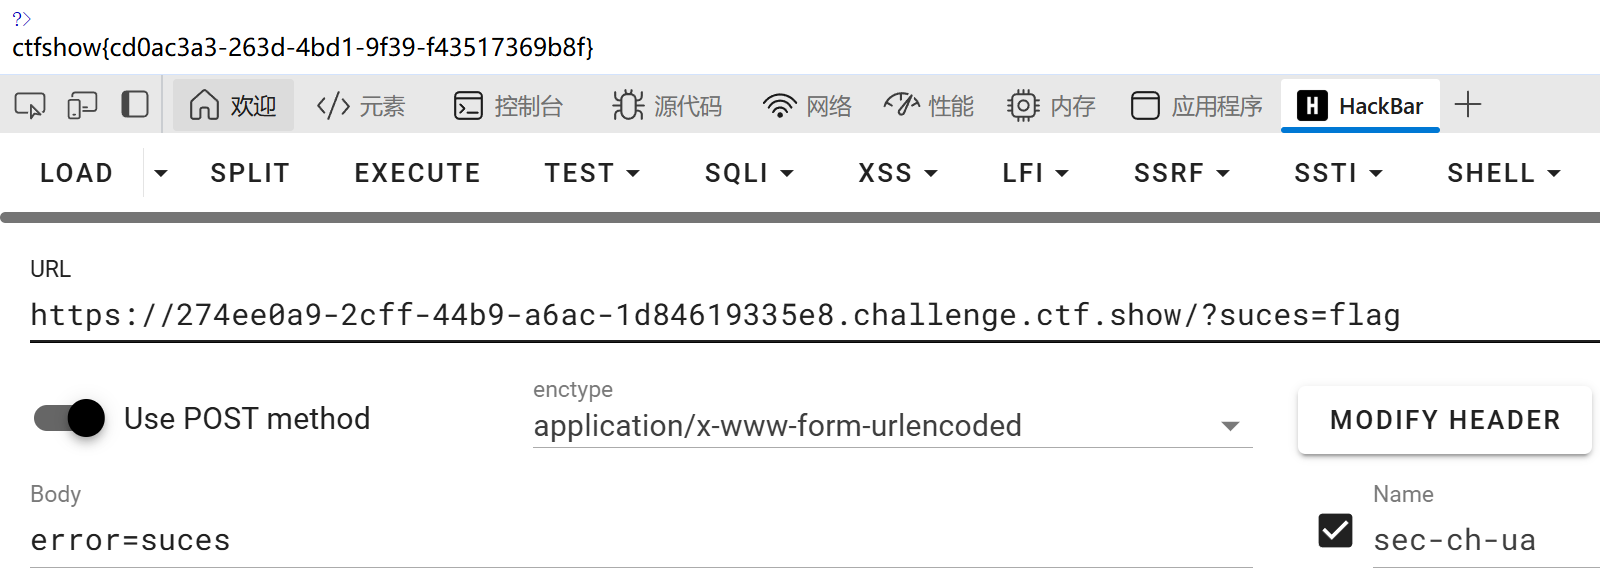 ?>
ctfshow{cd0ac3a3-263d-4bd1-9f39-f43517369b8f}
欢迎 </> 元素 控制台 源代码 网络 性能 内存 应用程序 H HackBar
LOAD SPLIT EXECUTE TEST SQLI XSS LFI SSRF SSTI SHELL
URL
https://274ee0a9-2cff-44b9-a6ac-1d84619335e8.challenge.ctf.show/?suces=flag
enctype
Use POST method application/x-www-form-urlencoded MODIFY HEADER
Body Name
error=suces sec-ch-ua